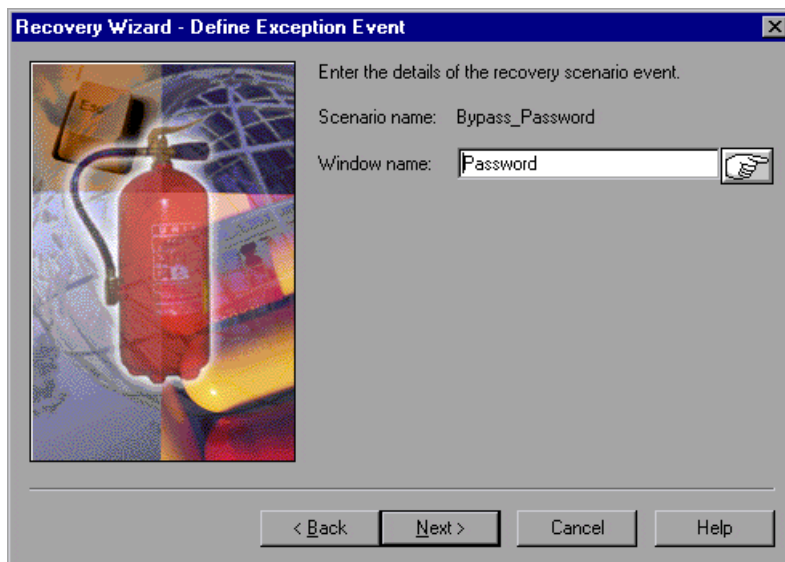 Recovery Wizard - Define Exception Event
Enter the details of the recovery scenario event.
Scenario name: Bypass_Password
Window name: Password
Esc
< Back Next > Cancel Help